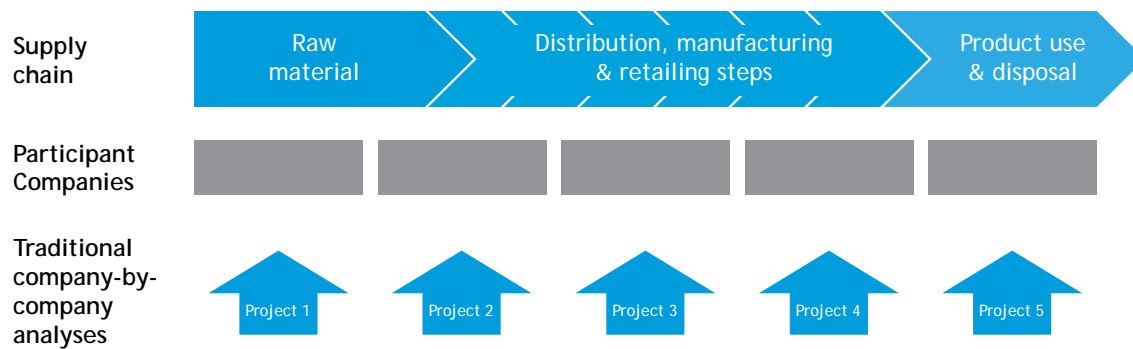 Supply
chain
Raw
material
Distribution, manufacturing
& retailing steps
Product use
& disposal
Participant
Companies
Traditional
company-by-
company
analyses
Project 1
Project 2
Project 3
Project 4
Project 5